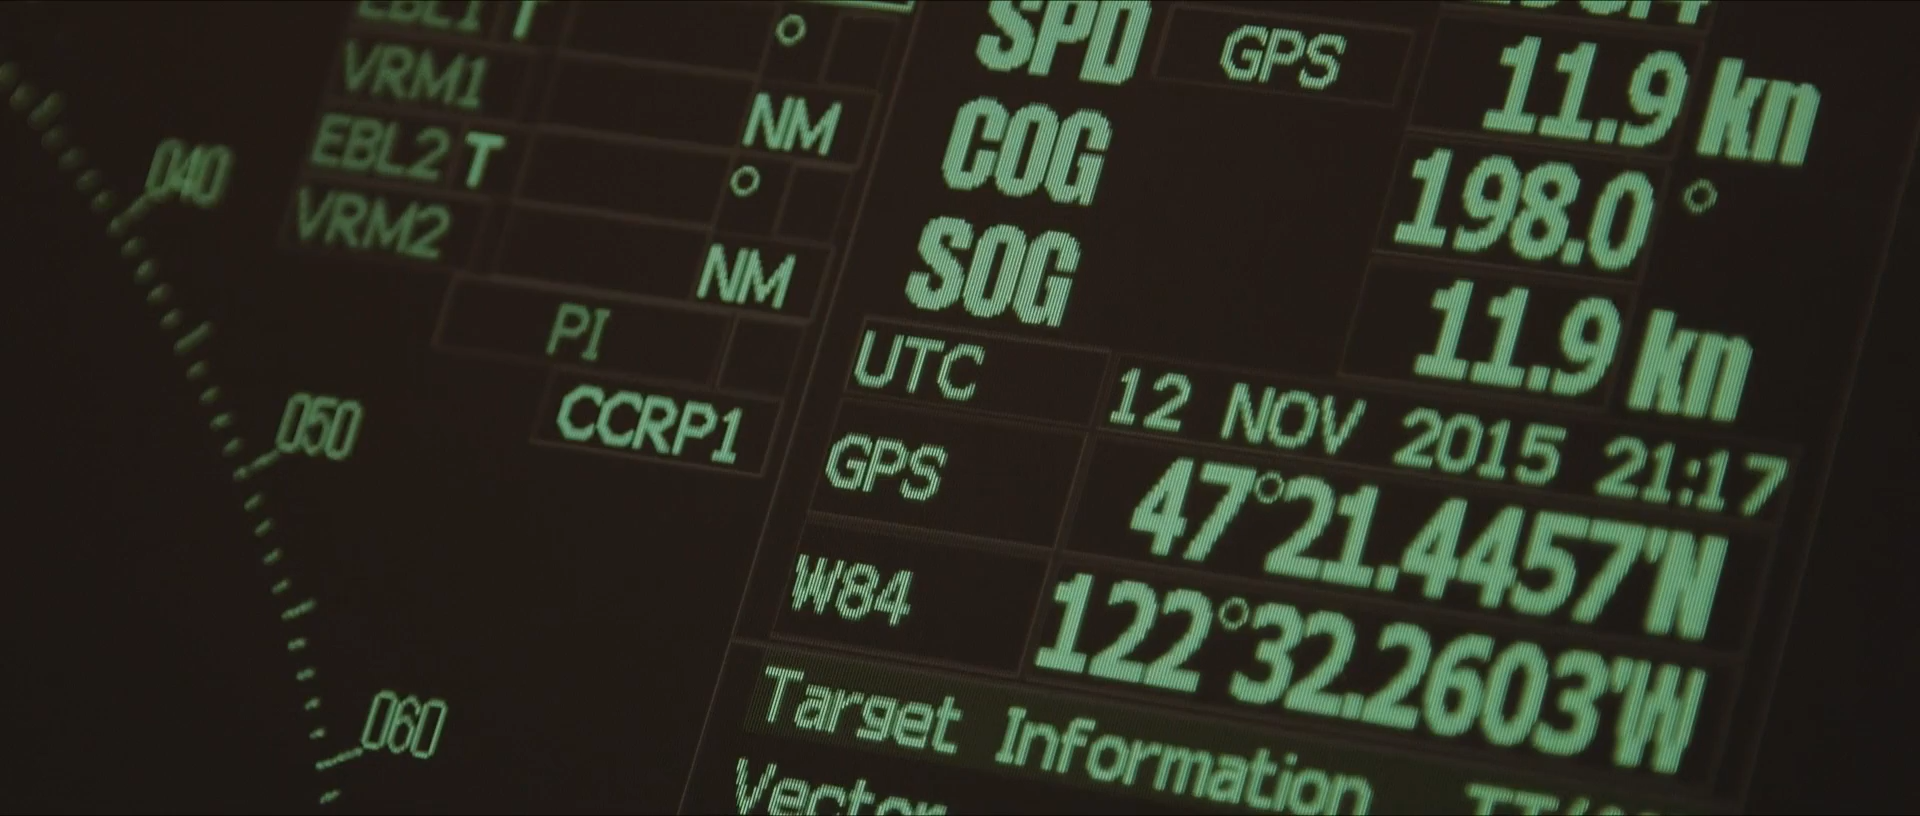 EBL1 T °
VRM1 NM
EBL2 T °
VRM2 NM
PI
CCRP1
040
050
060
SPD GPS 11.9 kn
COG 198.0 °
SOG 11.9 kn
UTC 12 NOV 2015 21:17
GPS 47°21.4457'N
W84 122°32.2603'W
Target Information
Vector